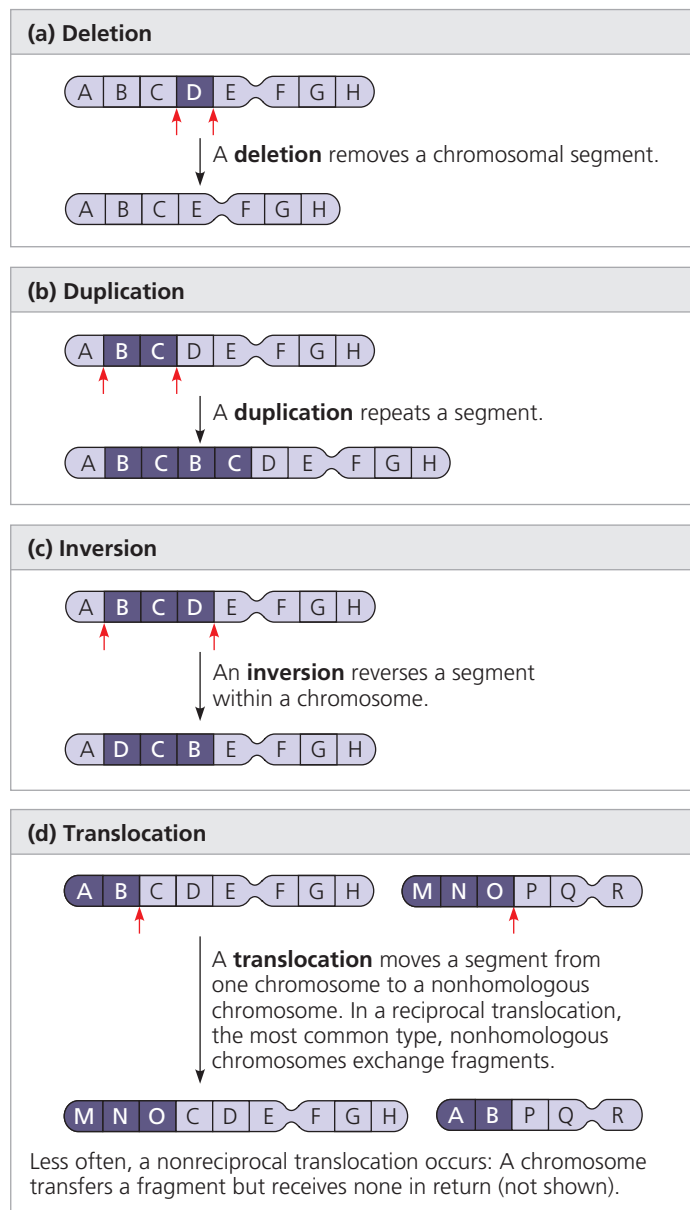 (a) Deletion
A B C D E F G H
A deletion removes a chromosomal segment.
A B C E F G H
(b) Duplication
A B C D E F G H
A duplication repeats a segment.
A B C B C D E F G H
(c) Inversion
A B C D E F G H
An inversion reverses a segment
within a chromosome.
A D C B E F G H
(d) Translocation
A B C D E F G H M N O P Q R
A translocation moves a segment from
one chromosome to a nonhomologous
chromosome. In a reciprocal translocation,
the most common type, nonhomologous
chromosomes exchange fragments.
M N O C D E F G H A B P Q R
Less often, a nonreciprocal translocation occurs: A chromosome
transfers a fragment but receives none in return (not shown).